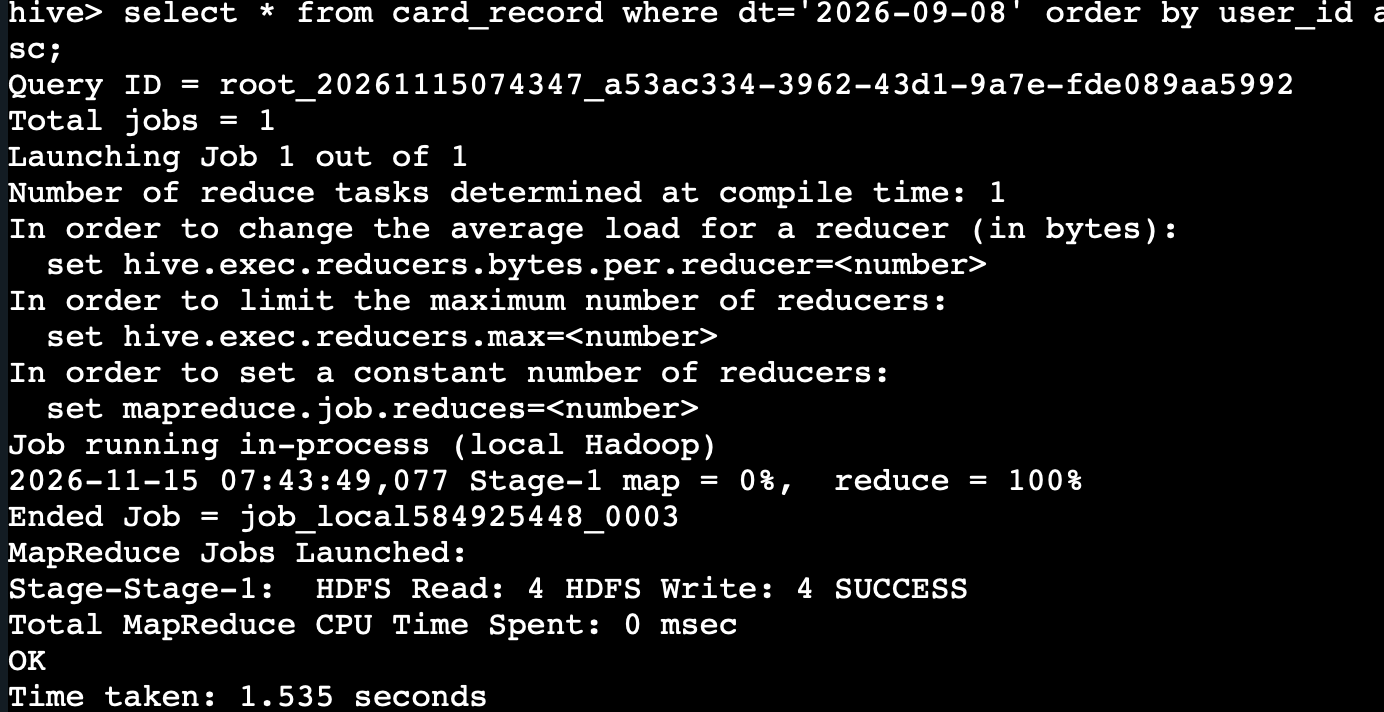 hive> select * from card_record where dt='2026-09-08' order by user_id a
sc;
Query ID = root_20261115074347_a53ac334-3962-43d1-9a7e-fde089aa5992
Total jobs = 1
Launching Job 1 out of 1
Number of reduce tasks determined at compile time: 1
In order to change the average load for a reducer (in bytes):
  set hive.exec.reducers.bytes.per.reducer=<number>
In order to limit the maximum number of reducers:
  set hive.exec.reducers.max=<number>
In order to set a constant number of reducers:
  set mapreduce.job.reduces=<number>
Job running in-process (local Hadoop)
2026-11-15 07:43:49,077 Stage-1 map = 0%,  reduce = 100%
Ended Job = job_local584925448_0003
MapReduce Jobs Launched:
Stage-Stage-1:  HDFS Read: 4 HDFS Write: 4 SUCCESS
Total MapReduce CPU Time Spent: 0 msec
OK
Time taken: 1.535 seconds